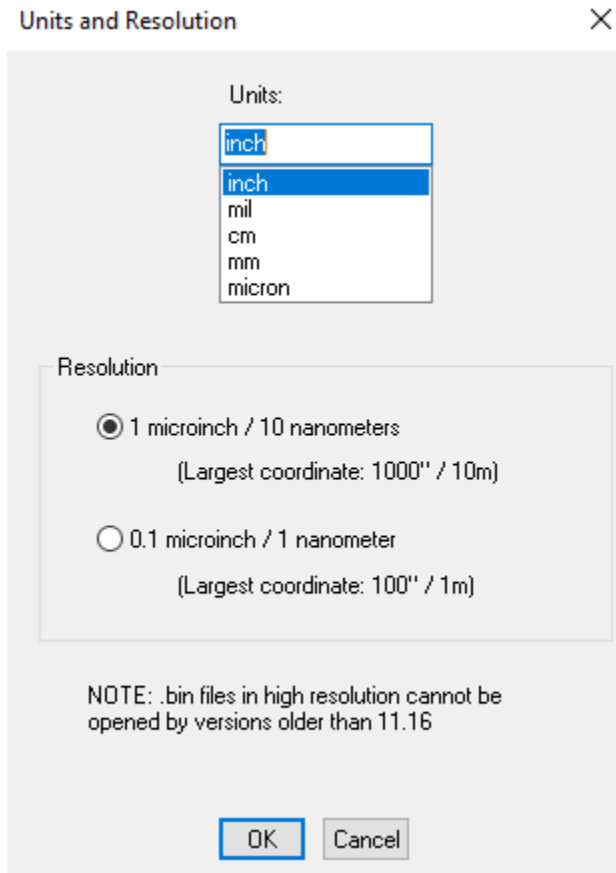 Units and Resolution
Units:
inch
inch
mil
cm
mm
micron
Resolution
1 microinch / 10 nanometers
(Largest coordinate: 1000" / 10m)
0.1 microinch / 1 nanometer
(Largest coordinate: 100" / 1m)
NOTE: .bin files in high resolution cannot be
opened by versions older than 11.16
OK Cancel